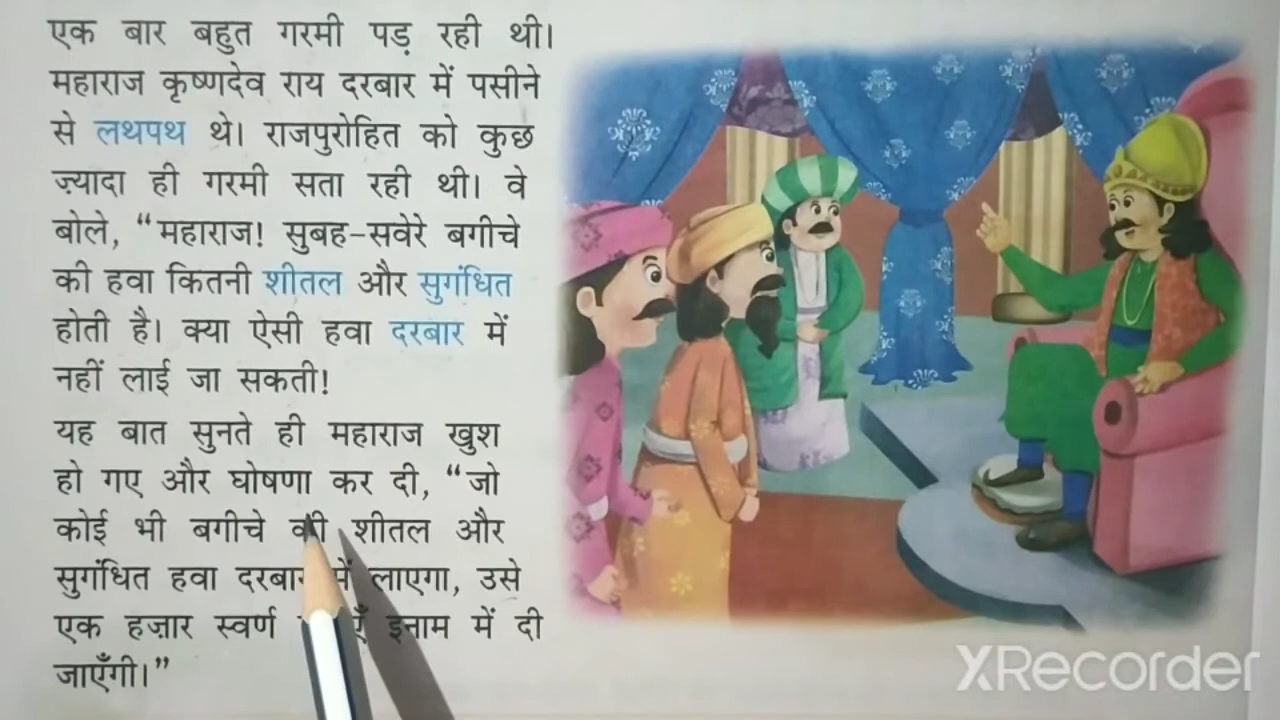 एक बार बहुत गरमी पड़ रही थी।
महाराज कृष्णदेव राय दरबार में पसीने
से लथपथ थे। राजपुरोहित को कुछ
ज़्यादा ही गरमी सता रही थी। वे
बोले, “महाराज! सुबह-सवेरे बगीचे
की हवा कितनी शीतल और सुगंधित
होती है। क्या ऐसी हवा दरबार में
नहीं लाई जा सकती!
यह बात सुनते ही महाराज खुश
हो गए और घोषणा कर दी, “जो
कोई भी बगीचे की शीतल और
सुगंधित हवा दरबार में लाएगा, उसे
एक हज़ार स्वर्ण इनाम में दी
जाएँगी।”
XRecorder